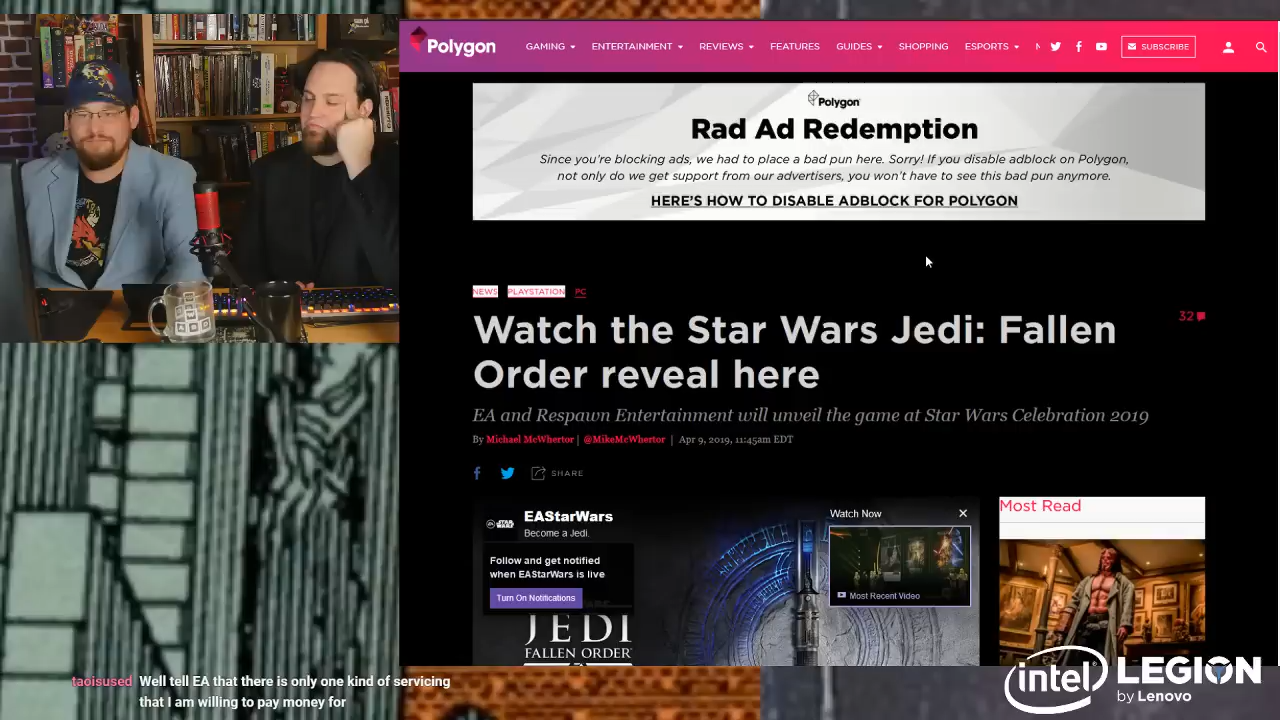 Polygon
GAMING ENTERTAINMENT REVIEWS FEATURES GUIDES SHOPPING ESPORTS
SUBSCRIBE
Polygon
Rad Ad Redemption
Since you're blocking ads, we had to place a bad pun here. Sorry! If you disable adblock on Polygon,
not only do we get support from our advertisers, you won't have to see this bad pun anymore.
HERE'S HOW TO DISABLE ADBLOCK FOR POLYGON
NEWS PLAYSTATION PC
32
Watch the Star Wars Jedi: Fallen
Order reveal here
EA and Respawn Entertainment will unveil the game at Star Wars Celebration 2019
By Michael McWhertor | @MikeMcWhertor | Apr 9, 2019, 11:45am EDT
SHARE
EAStarWars
Become a Jedi.
Follow and get notified
when EAStarWars is live
Turn On Notifications
JEDI
FALLEN ORDER
Watch Now
Most Recent Video
Most Read
taoisused Well tell EA that there is only one kind of servicing
that I am willing to pay money for
intel LEGION
by Lenovo